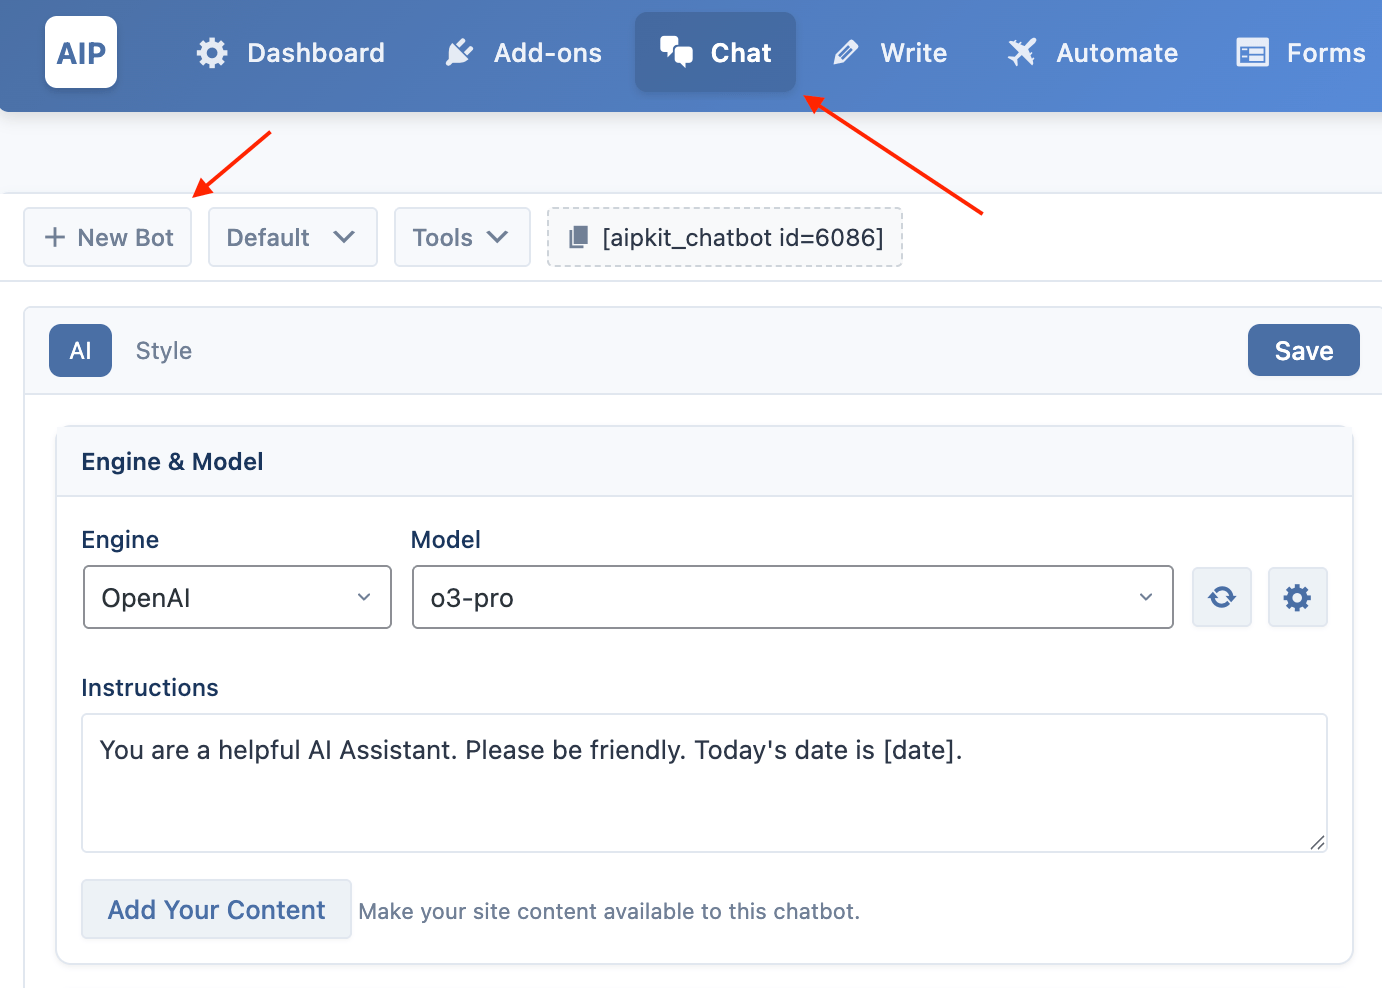 AIP Dashboard Add-ons Chat Write Automate Forms
New Bot Default Tools [aipkit_chatbot id=6086]
AI Style Save
Engine & Model
Engine Model
OpenAI o3-pro
Instructions
You are a helpful AI Assistant. Please be friendly. Today's date is [date].
Add Your Content Make your site content available to this chatbot.